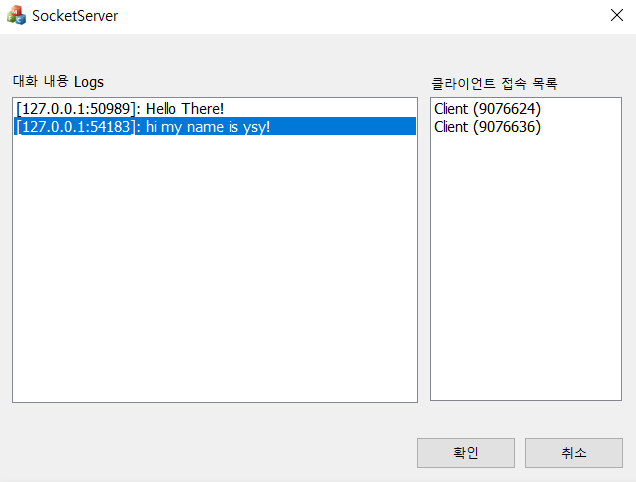 SocketServer
대화 내용 Logs
[127.0.0.1:50989]: Hello There!
[127.0.0.1:54183]: hi my name is ysy!
클라이언트 접속 목록
Client (9076624)
Client (9076636)
확인
취소